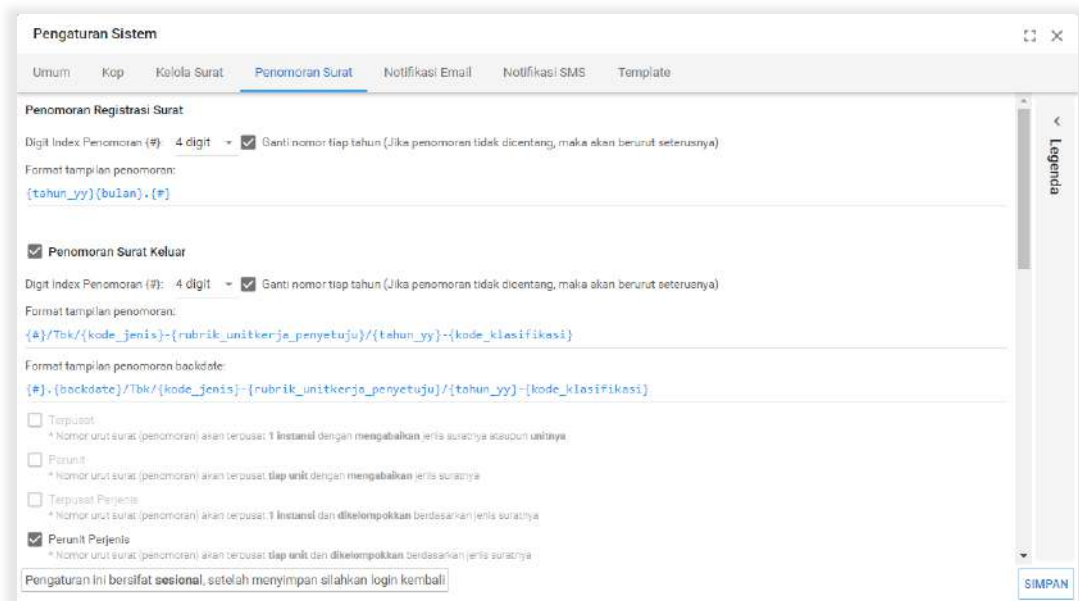 Pengaturan Sistem
Umum Kop Kelola Surat Penomoran Surat Notifikasi Email Notifikasi SMS Template
Penomoran Registrasi Surat
Digit Index Penomoran {#}: 4 digit Ganti nomor tiap tahun (Jika penomoran tidak dicentang, maka akan berurut seterusnya)
Format tampilan penomoran:
{tahun_yy}{bulan}.{#}
Penomoran Surat Keluar
Digit Index Penomoran {#}: 4 digit Ganti nomor tiap tahun (Jika penomoran tidak dicentang, maka akan berurut seterusnya)
Format tampilan penomoran:
{#}/Tbk/{kode_jenis}-{rubrik_unitkerja_penyetuju}/{tahun_yy}-{kode_klasifikasi}
Format tampilan penomoran backdate:
{#}.{backdate}/Tbk/{kode_jenis}-{rubrik_unitkerja_penyetuju}/{tahun_yy}-{kode_klasifikasi}
Terpusat
* Nomor urut surat (penomoran) akan terpusat 1 instansi dengan mengabaikan jenis suratnya ataupun unitnya
Perunit
* Nomor urut surat (penomoran) akan terpusat tiap unit dengan mengabaikan jenis suratnya
Terpusat Perjenis
* Nomor urut surat (penomoran) akan terpusat 1 instansi dan dikelompokkan berdasarkan jenis suratnya
Perunit Perjenis
* Nomor urut surat (penomoran) akan terpusat tiap unit dan dikelompokkan berdasarkan jenis suratnya
Pengaturan ini bersifat sesional, setelah menyimpan silahkan login kembali
SIMPAN
Legenda